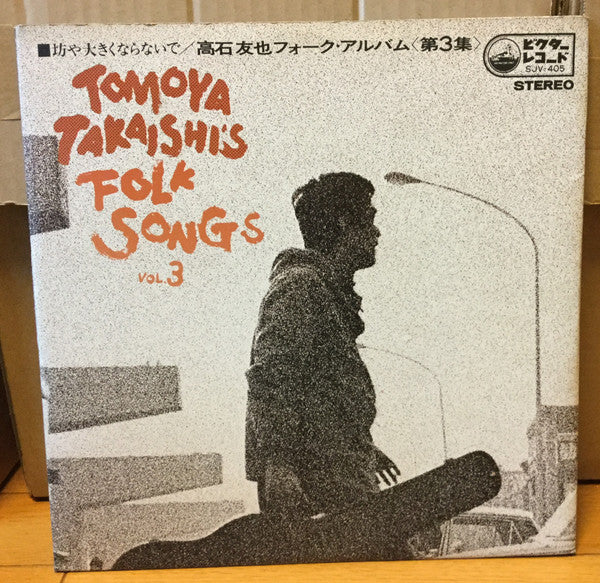 ■坊や大きくならないで／高石友也フォーク・アルバム〈第3集〉
ビクター
レコード
SJV-405
STEREO
TOMOYA
TAKAISHI'S
FOLK
SONGS
VOL.3